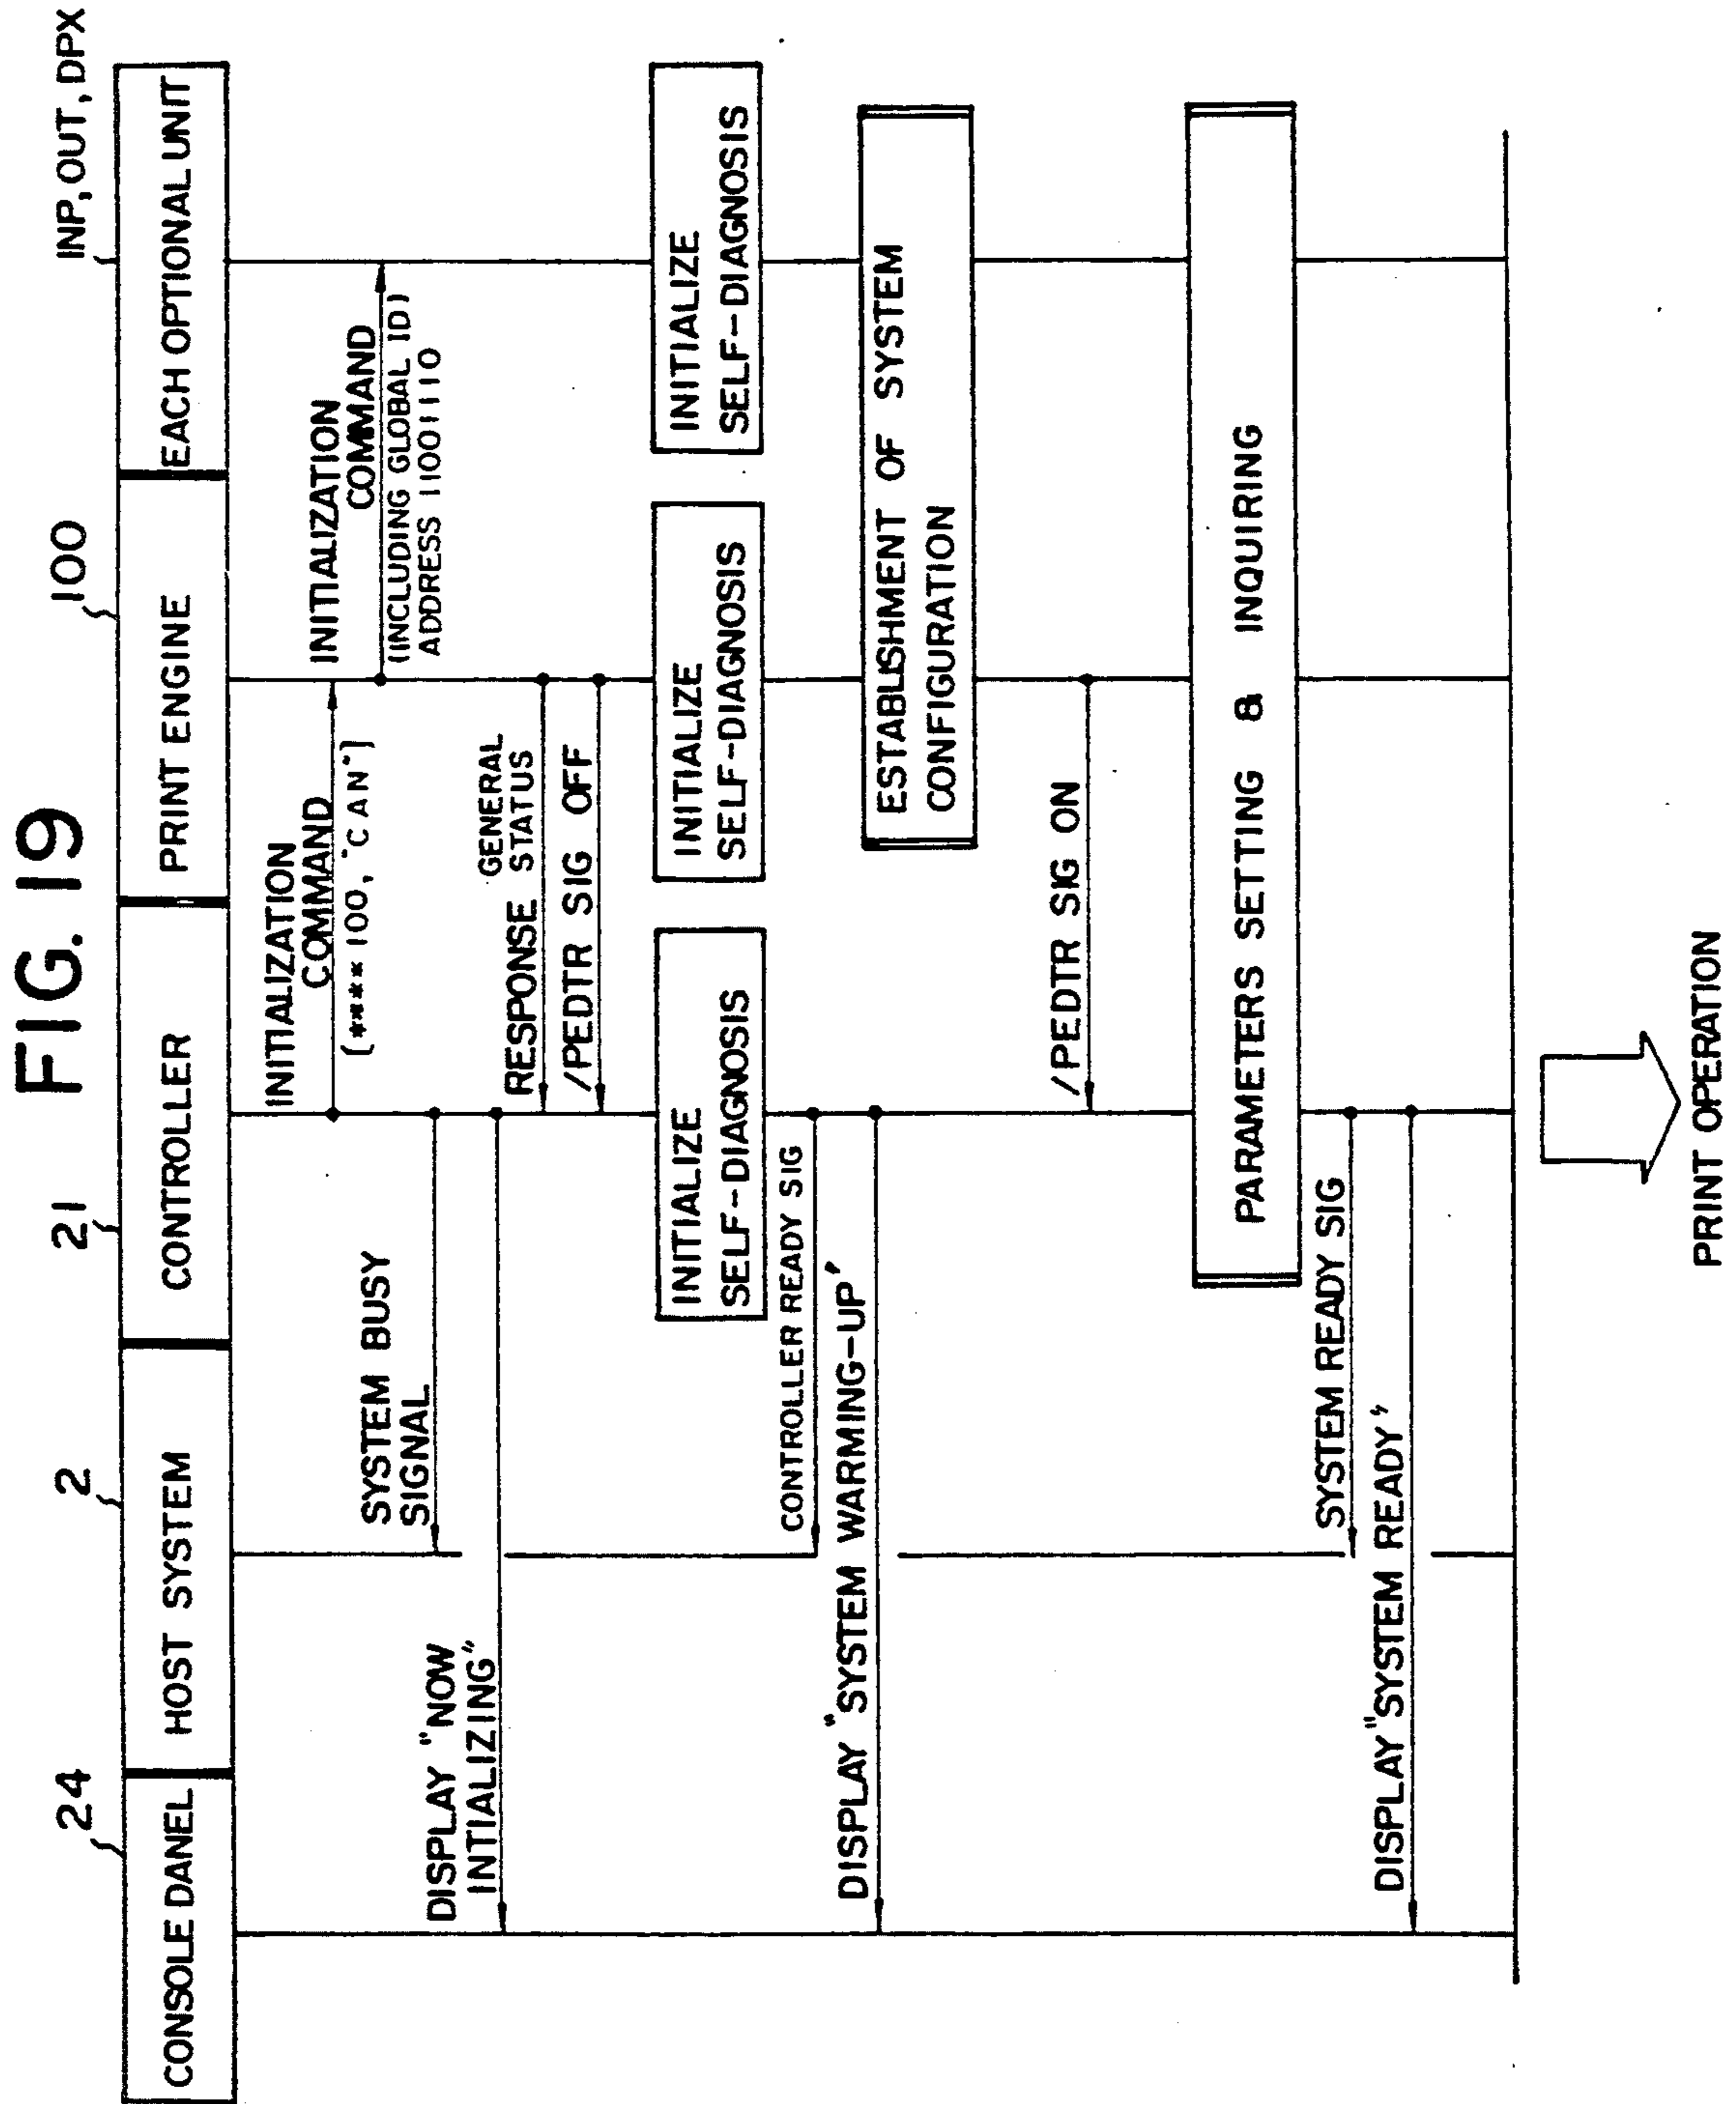 FIG. 19
24
2
21
100
INP, OUT, DPX
CONSOLE DANEL
HOST SYSTEM
CONTROLLER
PRINT ENGINE
EACH OPTIONAL UNIT
INITIALIZATION
COMMAND
(****100, "CAN")
INITIALIZATION
COMMAND
(INCLUDING GLOBAL ID)
ADDRESS 11001110
SYSTEM BUSY
SIGNAL
DISPLAY "NOW
INTIALIZING"
GENERAL
RESPONSE STATUS
/PEDTR SIG OFF
INITIALIZE
SELF-DIAGNOSIS
INITIALIZE
SELF-DIAGNOSIS
INITIALIZE
SELF-DIAGNOSIS
CONTROLLER READY SIG
DISPLAY "SYSTEM WARMING-UP"
ESTABLISHMENT OF SYSTEM
CONFIGURATION
/PEDTR SIG ON
PARAMETERS SETTING & INQUIRING
SYSTEM READY SIG
DISPLAY "SYSTEM READY"
PRINT OPERATION